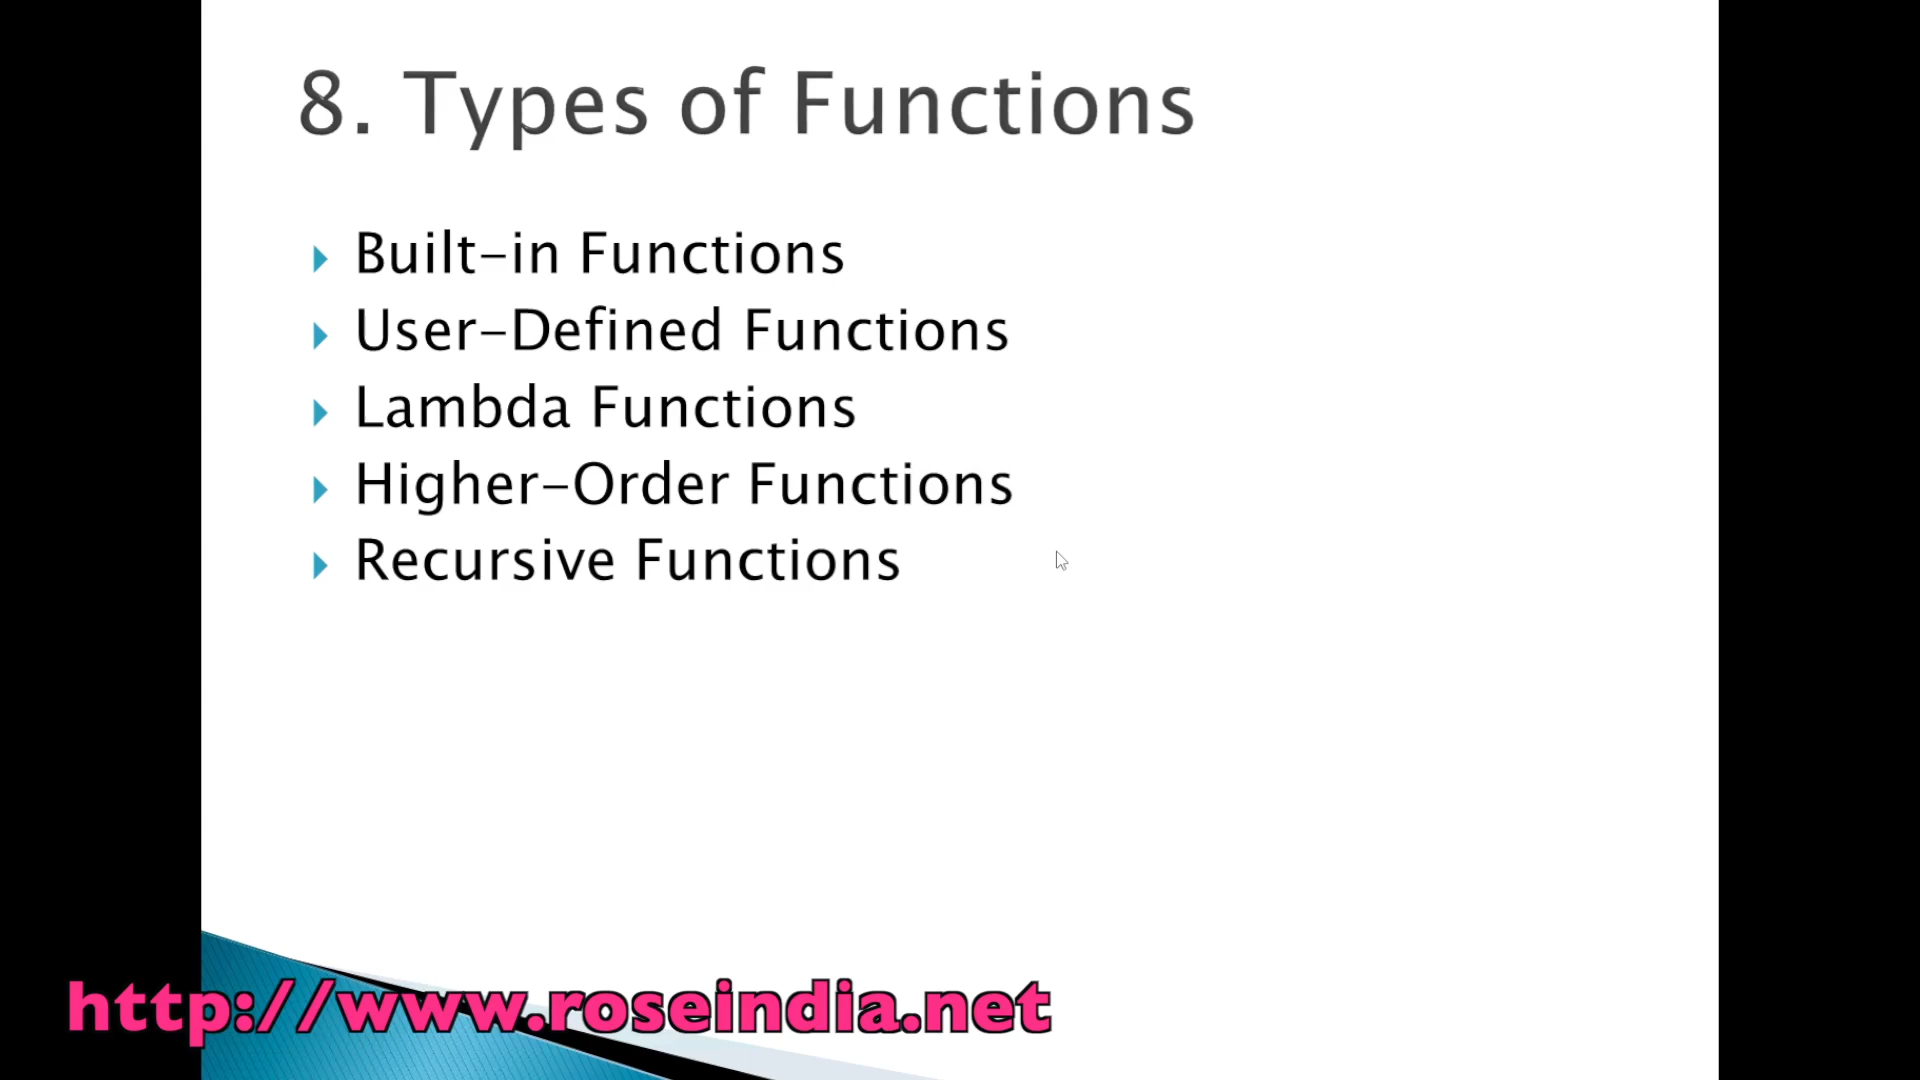 8. Types of Functions
Built-in Functions
User-Defined Functions
Lambda Functions
Higher-Order Functions
Recursive Functions
http://www.roseindia.net